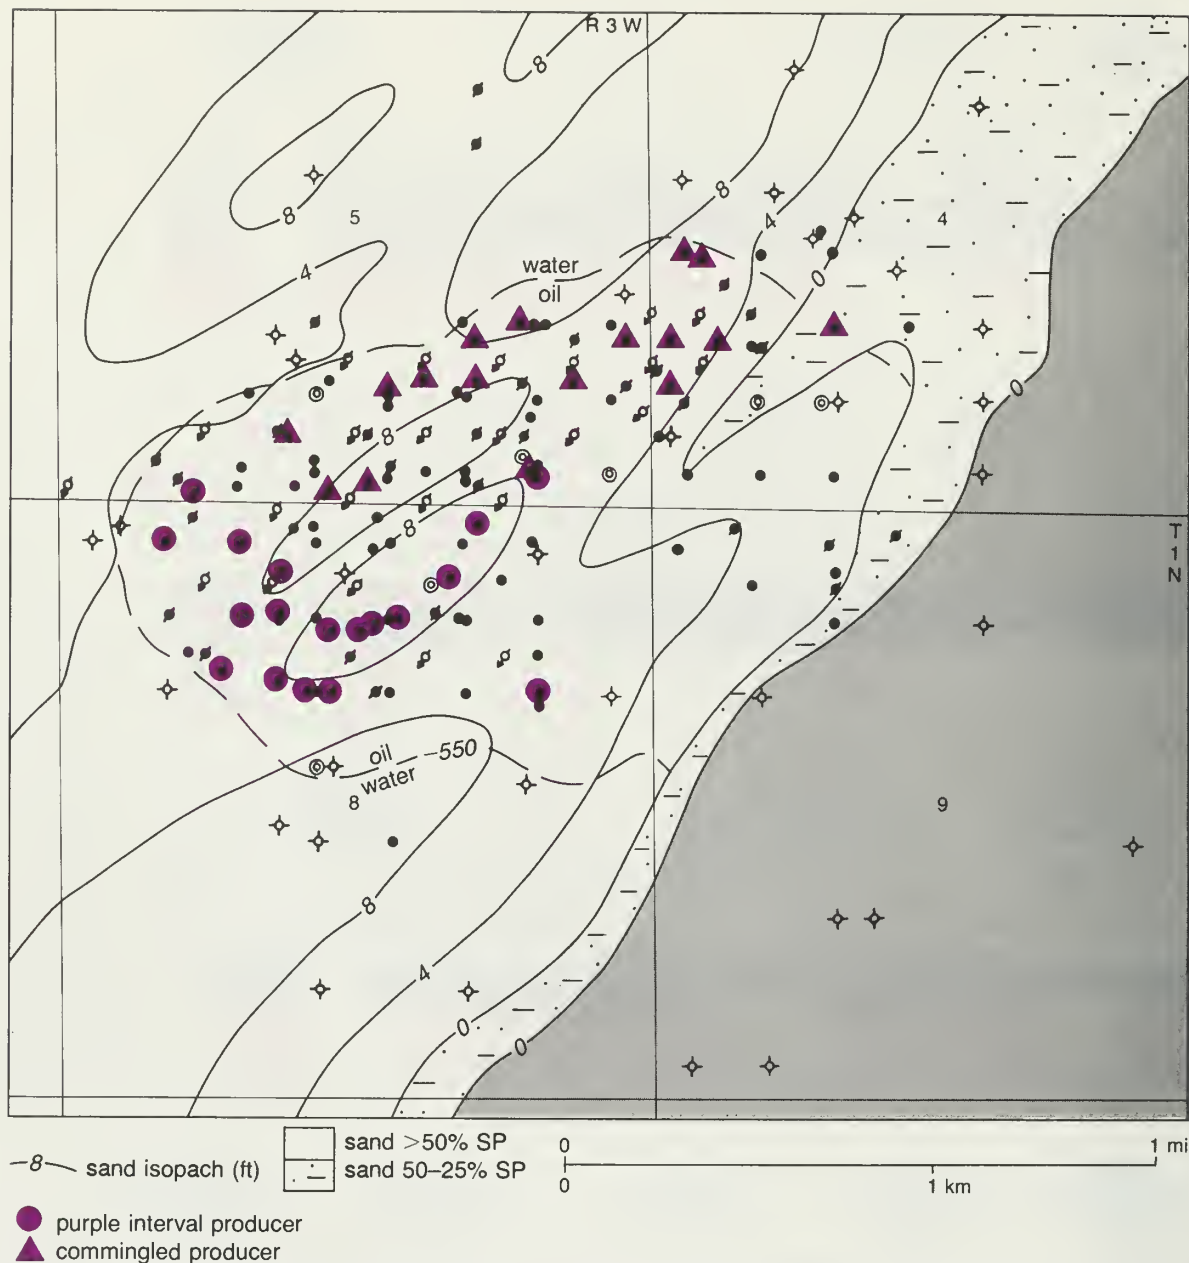 R 3 W
8
8
8
5
4
8
4
4
0
water
oil
8
8
0
T
1
N
oil
water
-550
8
9
8
4
0
0
-8- sand isopach (ft)
sand >50% SP
sand 50–25% SP
0 1 mi
0 1 km
purple interval producer
commingled producer